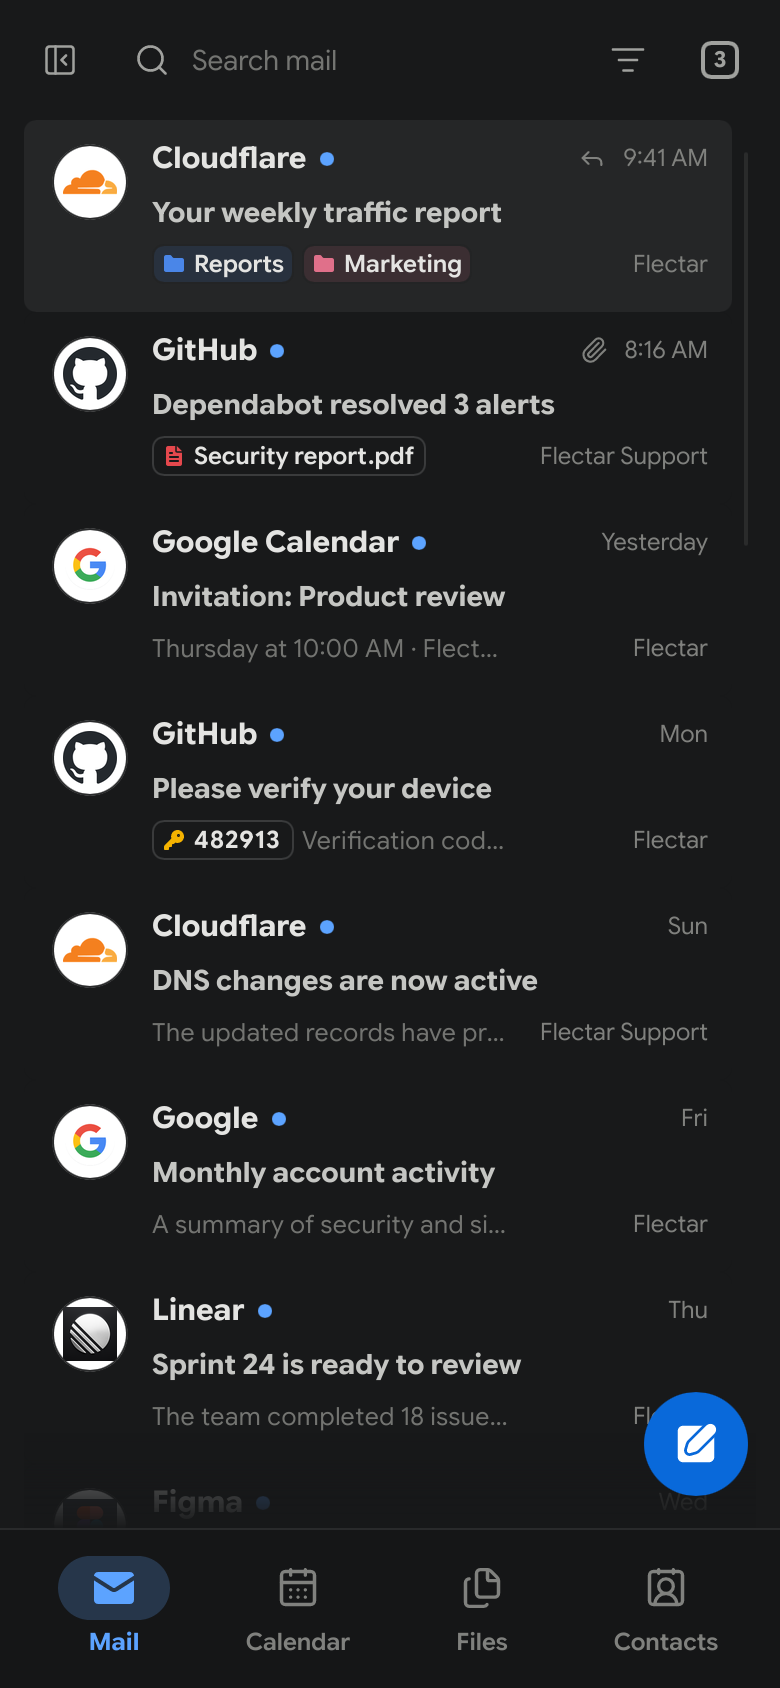 Search mail
3
Cloudflare
9:41 AM
Your weekly traffic report
Reports Marketing Flectar
GitHub
8:16 AM
Dependabot resolved 3 alerts
Security report.pdf Flectar Support
Google Calendar Yesterday
Invitation: Product review
Thursday at 10:00 AM · Flect... Flectar
GitHub Mon
Please verify your device
482913 Verification cod... Flectar
Cloudflare Sun
DNS changes are now active
The updated records have pr... Flectar Support
Google Fri
Monthly account activity
A summary of security and si... Flectar
Linear Thu
Sprint 24 is ready to review
The team completed 18 issue...
Figma Wed
Mail Calendar Files Contacts